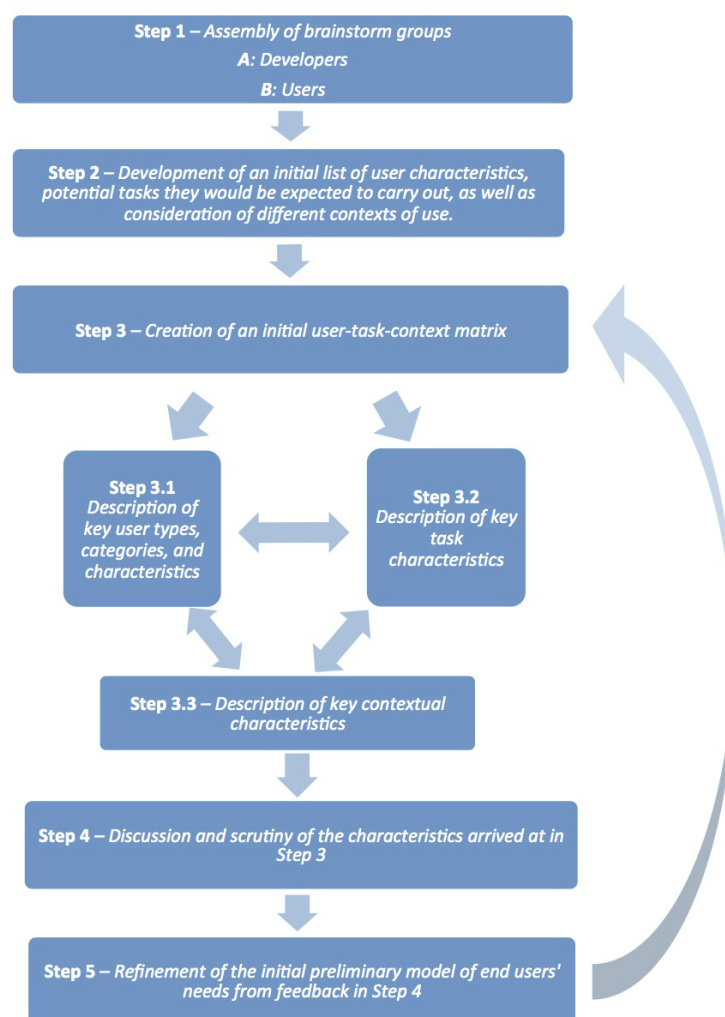 Step 1 – Assembly of brainstorm groups
A: Developers
B: Users
Step 2 – Development of an initial list of user characteristics,
potential tasks they would be expected to carry out, as well as
consideration of different contexts of use.
Step 3 – Creation of an initial user-task-context matrix
Step 3.1
Description of
key user types,
categories, and
characteristics
Step 3.2
Description of key
task
characteristics
Step 3.3 – Description of key contextual
characteristics
Step 4 – Discussion and scrutiny of the characteristics arrived at in
Step 3
Step 5 – Refinement of the initial preliminary model of end users'
needs from feedback in Step 4